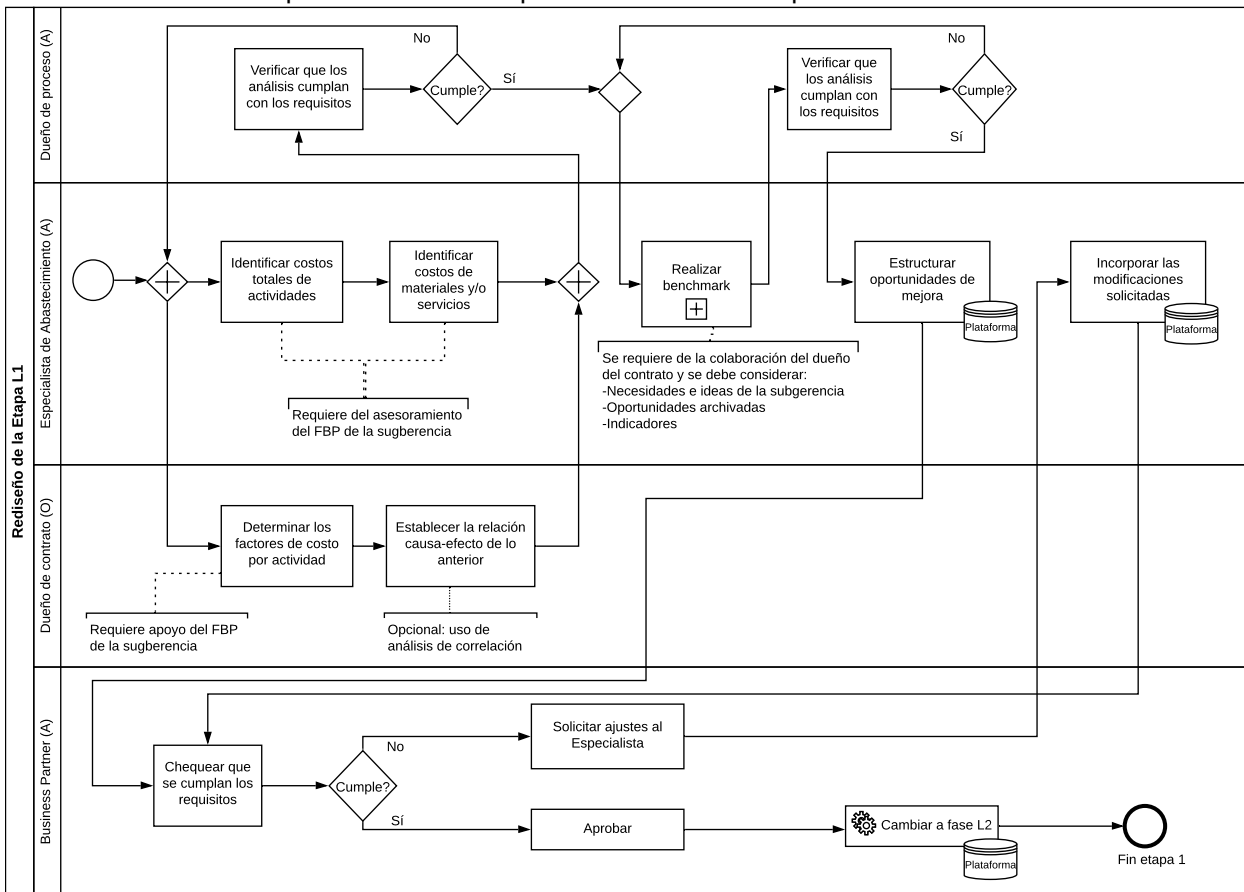 Rediseño de la Etapa L1
Dueño de proceso (A)
No
Verificar que los
análisis cumplan
con los requisitos
Cumple?
Sí
No
Verificar que
los análisis
cumplan con
los requisitos
Cumple?
Sí
Especialista de Abastecimiento (A)
Identificar costos
totales de
actividades
Identificar
costos de
materiales y/o
servicios
Requiere del asesoramiento
del FBP de la sugberencia
Realizar
benchmark
Se requiere de la colaboración del dueño
del contrato y se debe considerar:
-Necesidades e ideas de la subgerencia
-Oportunidades archivadas
-Indicadores
Estructurar
oportunidades de
mejora
Plataforma
Incorporar las
modificaciones
solicitadas
Plataforma
Dueño de contrato (O)
Determinar los
factores de costo
por actividad
Establecer la relación
causa-efecto de lo
anterior
Requiere apoyo del FBP
de la sugberencia
Opcional: uso de
análisis de correlación
Business Partner (A)
Chequear que
se cumplan los
requisitos
Cumple?
No
Solicitar ajustes al
Especialista
Sí
Aprobar
Cambiar a fase L2
Plataforma
Fin etapa 1